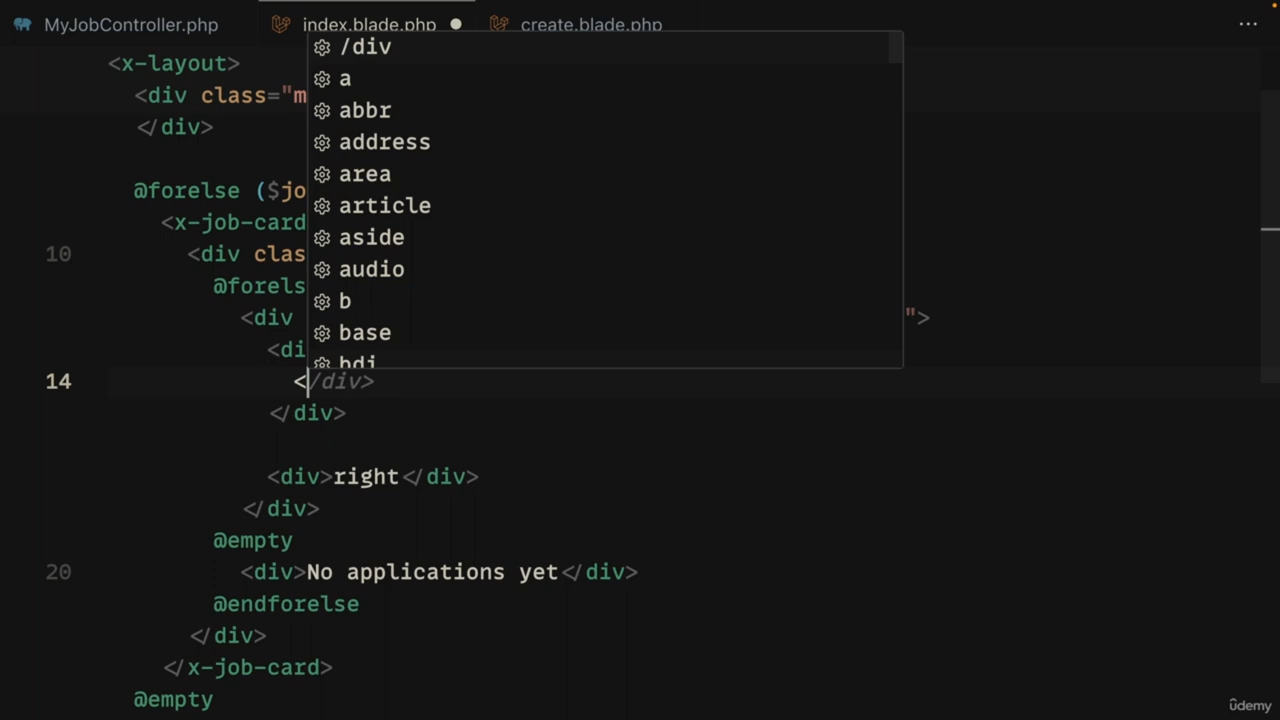 MyJobController.php index.blade.php create.blade.php ...
<x-layout>
<div class="m
</div>
@forelse ($jo
<x-job-card
10 <div clas
@forels
<div ">
<di
14 </div>
</div>
<div>right</div>
</div>
@empty
20 <div>No applications yet</div>
@endforelse
</div>
</x-job-card>
@empty
/div
a
abbr
address
area
article
aside
audio
b
base
bdi
ûdemy